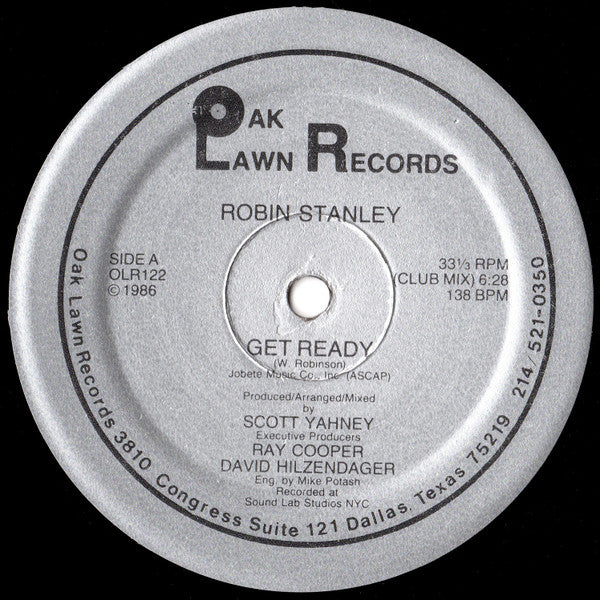 OAK
LAWN RECORDS
ROBIN STANLEY
SIDE A
OLR122
© 1986
33⅓ RPM
(CLUB MIX) 6:28
138 BPM
GET READY
(W. Robinson)
Jobete Music Co., Inc. (ASCAP)
Produced/Arranged/Mixed
by
SCOTT YAHNEY
Executive Producers
RAY COOPER
DAVID HILZENDAGER
Eng. by Mike Potash
Recorded at
Sound Lab Studios NYC
Oak Lawn Records 3810 Congress Suite 121 Dallas, Texas 75219 214/521-0350